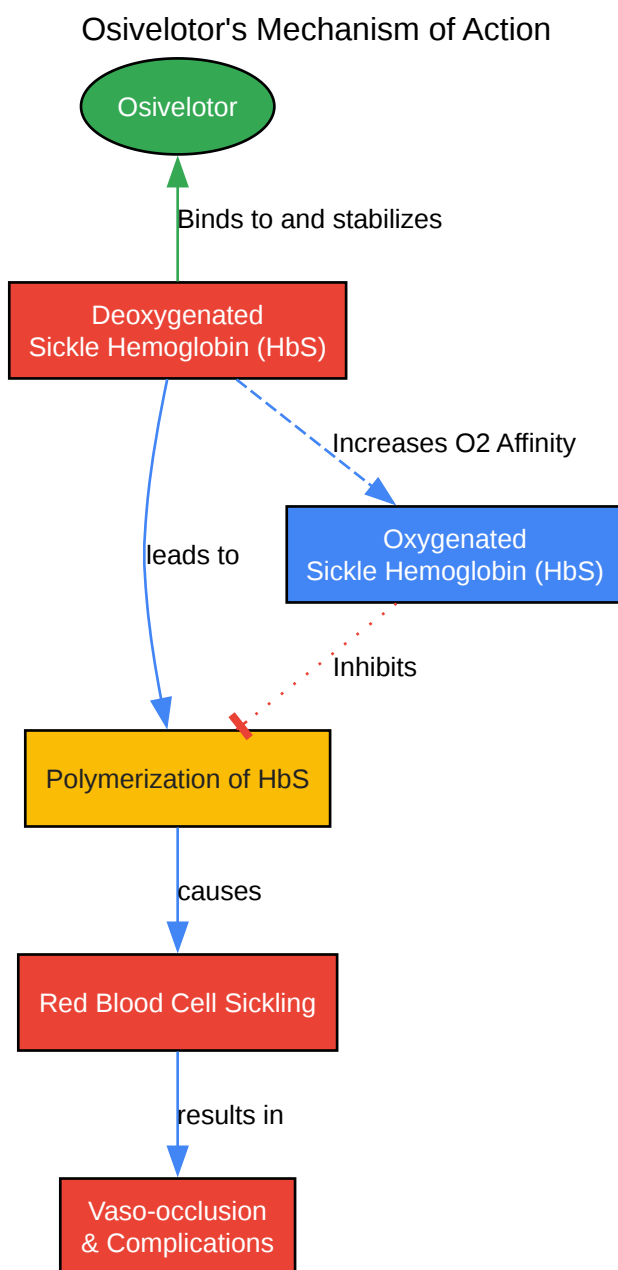 Osivelotor's Mechanism of Action
Osivelotor
Binds to and stabilizes
Deoxygenated
Sickle Hemoglobin (HbS)
Increases O2 Affinity
Oxygenated
Sickle Hemoglobin (HbS)
leads to
Inhibits
Polymerization of HbS
causes
Red Blood Cell Sickling
results in
Vaso-occlusion
& Complications